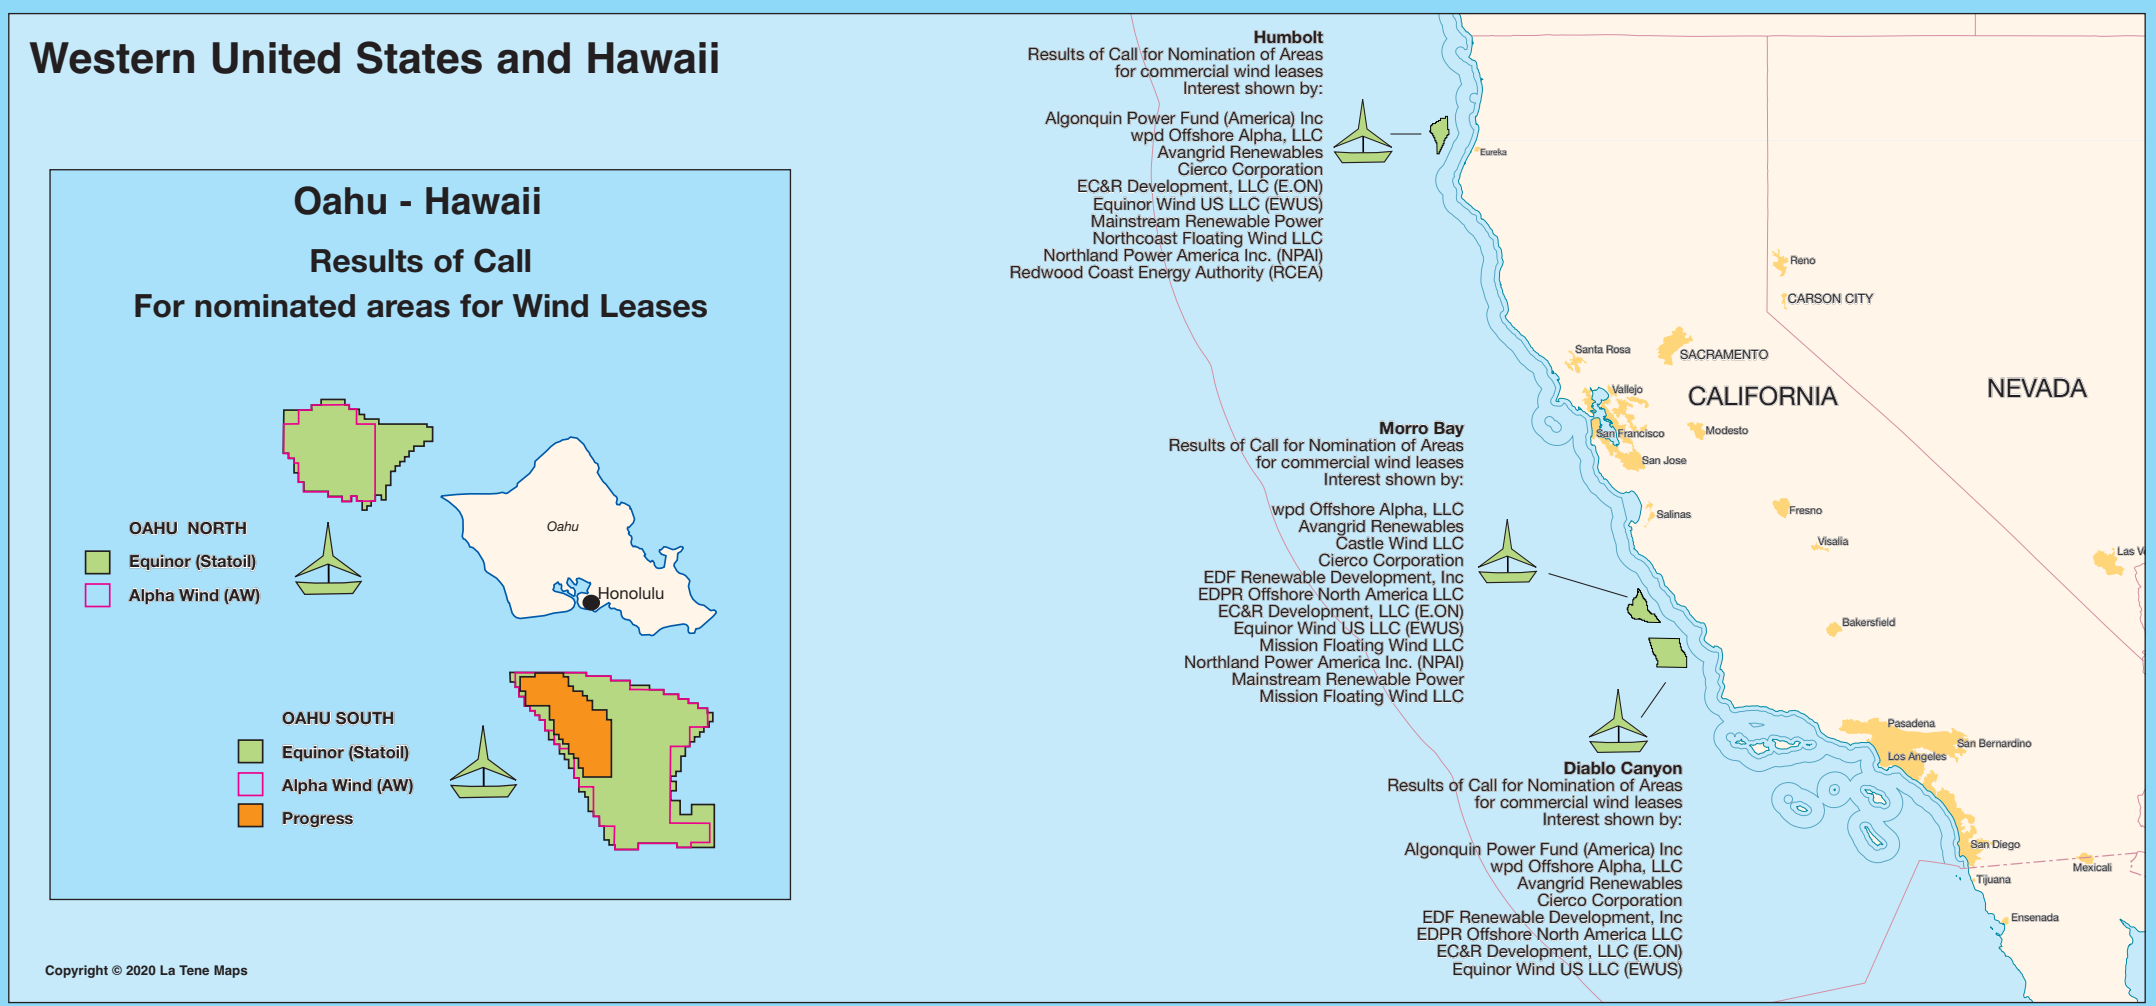 Western United States and Hawaii
Oahu - Hawaii
Results of Call
For nominated areas for Wind Leases
OAHU NORTH
Equinor (Statoil)
Alpha Wind (AW)
Oahu
Honolulu
OAHU SOUTH
Equinor (Statoil)
Alpha Wind (AW)
Progress
Copyright © 2020 La Tene Maps
Humbolt
Results of Call for Nomination of Areas
for commercial wind leases
Interest shown by:
Algonquin Power Fund (America) Inc
wpd Offshore Alpha, LLC
Avangrid Renewables
Cierco Corporation
EC&R Development, LLC (E.ON)
Equinor Wind US LLC (EWUS)
Mainstream Renewable Power
Northcoast Floating Wind LLC
Northland Power America Inc. (NPAI)
Redwood Coast Energy Authority (RCEA)
Morro Bay
Results of Call for Nomination of Areas
for commercial wind leases
Interest shown by:
wpd Offshore Alpha, LLC
Avangrid Renewables
Castle Wind LLC
Cierco Corporation
EDF Renewable Development, Inc
EDPR Offshore North America LLC
EC&R Development, LLC (E.ON)
Equinor Wind US LLC (EWUS)
Mission Floating Wind LLC
Northland Power America Inc. (NPAI)
Mainstream Renewable Power
Mission Floating Wind LLC
Diablo Canyon
Results of Call for Nomination of Areas
for commercial wind leases
Interest shown by:
Algonquin Power Fund (America) Inc
wpd Offshore Alpha, LLC
Avangrid Renewables
Cierco Corporation
EDF Renewable Development, Inc
EDPR Offshore North America LLC
EC&R Development, LLC (E.ON)
Equinor Wind US LLC (EWUS)
Eureka
Reno
CARSON CITY
Santa Rosa
SACRAMENTO
Vallejo
CALIFORNIA
NEVADA
San Francisco
Modesto
San Jose
Salinas
Fresno
Visalia
Las V
Bakersfield
Pasadena
San Bernardino
Los Angeles
San Diego
Mexicali
Tijuana
Ensenada